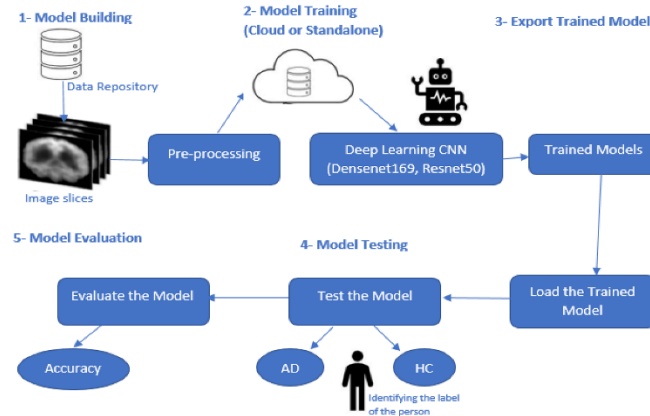 1- Model Building
2- Model Training
(Cloud or Standalone)
3- Export Trained Model
Data Repository
Pre-processing
Deep Learning CNN
(Densenet169, Resnet50)
Trained Models
Image slices
5- Model Evaluation
4- Model Testing
Evaluate the Model
Test the Model
Load the Trained
Model
Accuracy
AD
HC
Identifying the label
of the person